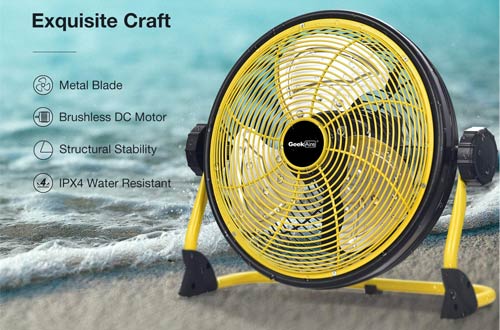 Exquisite Craft
Metal Blade
Brushless DC Motor
Structural Stability
IPX4 Water Resistant
GeekAire